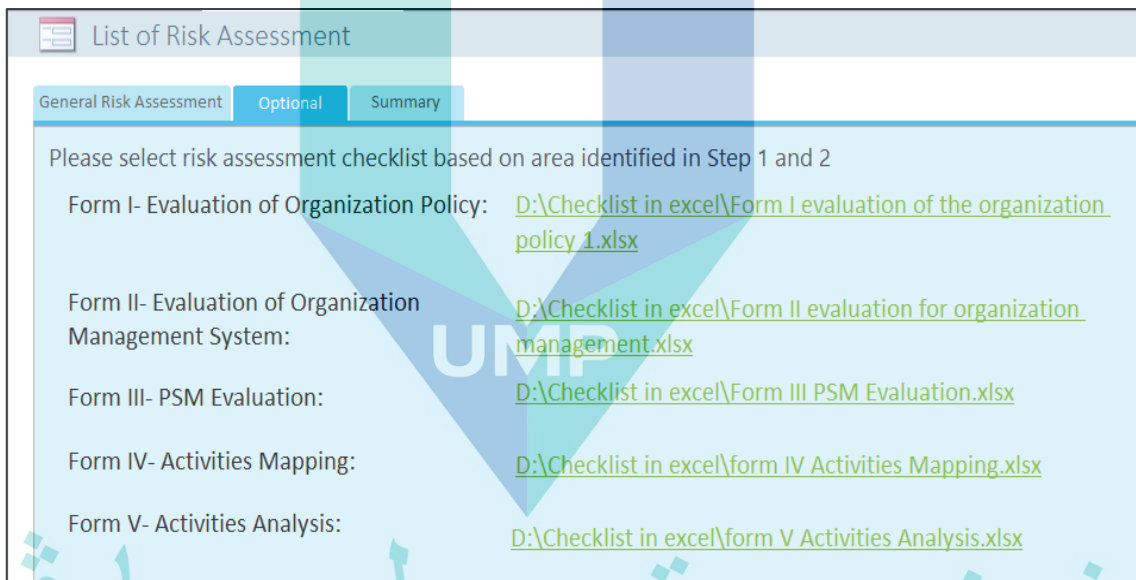 List of Risk Assessment
General Risk Assessment Optional Summary
Please select risk assessment checklist based on area identified in Step 1 and 2
Form I- Evaluation of Organization Policy: D:\Checklist in excel\Form I evaluation of the organization
policy 1.xlsx
Form II- Evaluation of Organization D:\Checklist in excel\Form II evaluation for organization
Management System: management.xlsx
UMP
Form III- PSM Evaluation: D:\Checklist in excel\Form III PSM Evaluation.xlsx
Form IV- Activities Mapping: D:\Checklist in excel\form IV Activities Mapping.xlsx
Form V- Activities Analysis: D:\Checklist in excel\form V Activities Analysis.xlsx